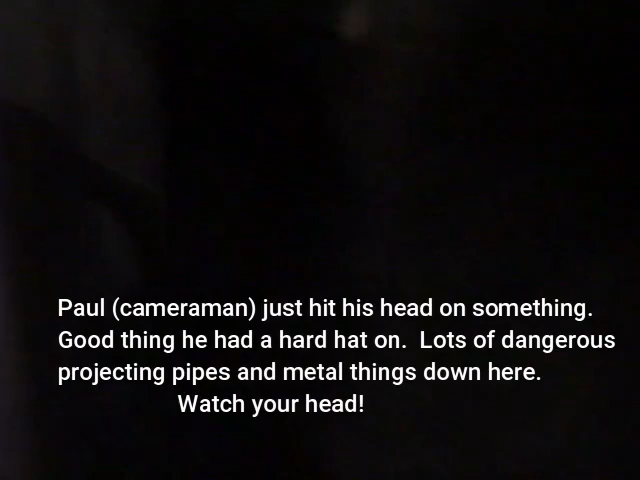 Paul (cameraman) just hit his head on something.
Good thing he had a hard hat on.  Lots of dangerous
projecting pipes and metal things down here.
Watch your head!